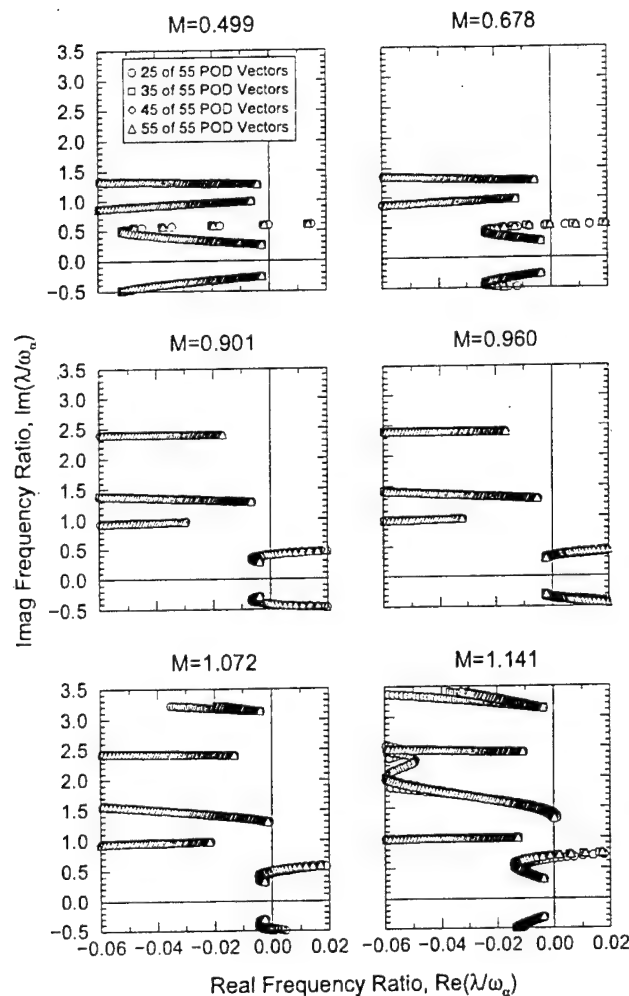 M=0.499
M=0.678
3.5
3.0
2.5
2.0
1.5
1.0
0.5
0.0
−0.5
25 of 55 POD Vectors
35 of 55 POD Vectors
45 of 55 POD Vectors
55 of 55 POD Vectors
M=0.901
M=0.960
3.5
3.0
2.5
2.0
1.5
1.0
0.5
0.0
−0.5
Imag Frequency Ratio, Im(λ/ω_α)
M=1.072
M=1.141
3.5
3.0
2.5
2.0
1.5
1.0
0.5
0.0
−0.5
−0.06 −0.04 −0.02 0.00 0.02 −0.06 −0.04 −0.02 0.00 0.02
Real Frequency Ratio, Re(λ/ω_α)